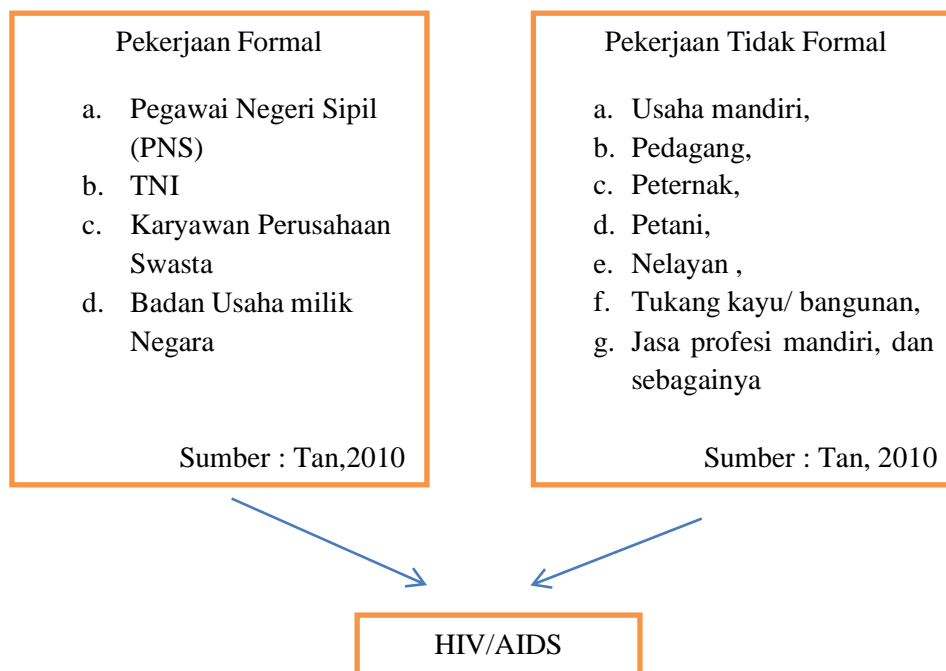 Pekerjaan Formal
a. Pegawai Negeri Sipil
(PNS)
b. TNI
c. Karyawan Perusahaan
Swasta
d. Badan Usaha milik
Negara
Sumber : Tan,2010
Pekerjaan Tidak Formal
a. Usaha mandiri,
b. Pedagang,
c. Peternak,
d. Petani,
e. Nelayan ,
f. Tukang kayu/ bangunan,
g. Jasa profesi mandiri, dan
sebagainya
Sumber : Tan, 2010
HIV/AIDS